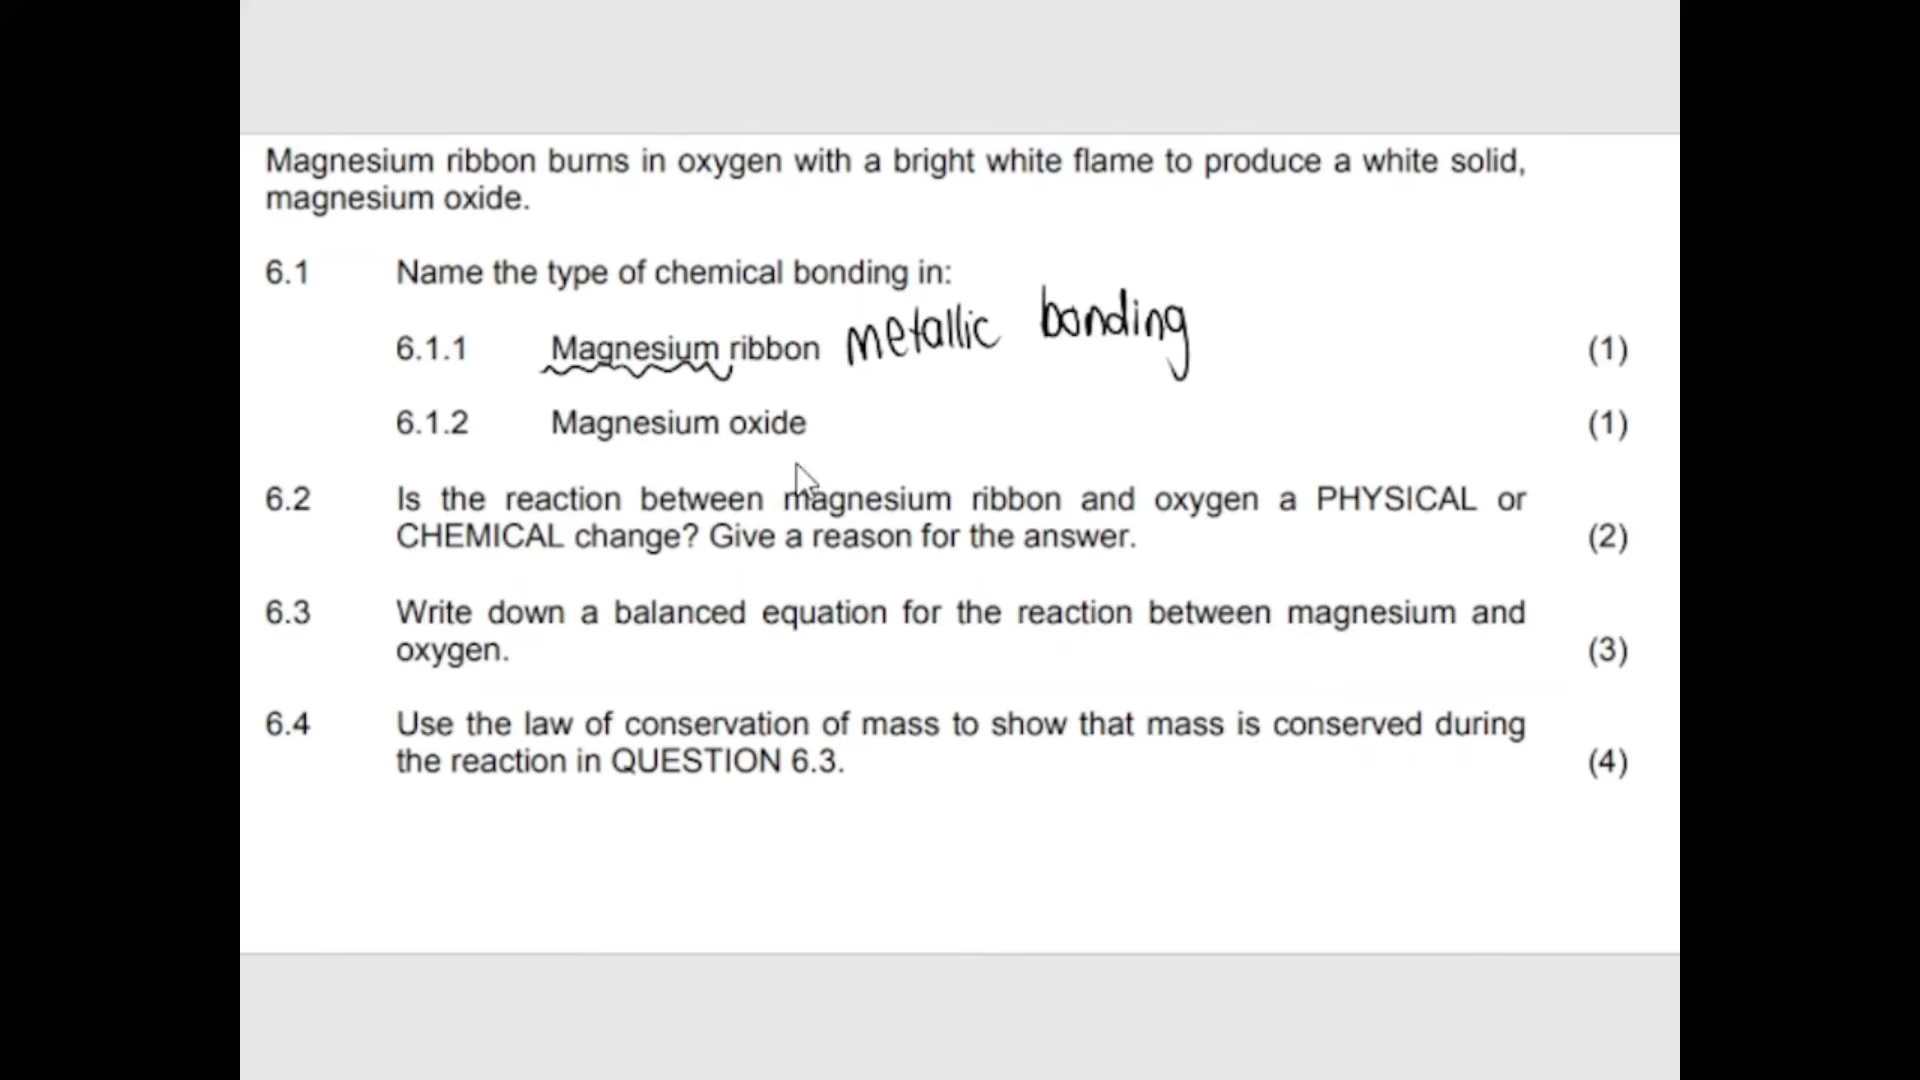 Magnesium ribbon burns in oxygen with a bright white flame to produce a white solid,
magnesium oxide.
6.1 Name the type of chemical bonding in:
6.1.1 Magnesium ribbon metallic bonding (1)
6.1.2 Magnesium oxide (1)
6.2 Is the reaction between magnesium ribbon and oxygen a PHYSICAL or
CHEMICAL change? Give a reason for the answer. (2)
6.3 Write down a balanced equation for the reaction between magnesium and
oxygen. (3)
6.4 Use the law of conservation of mass to show that mass is conserved during
the reaction in QUESTION 6.3. (4)